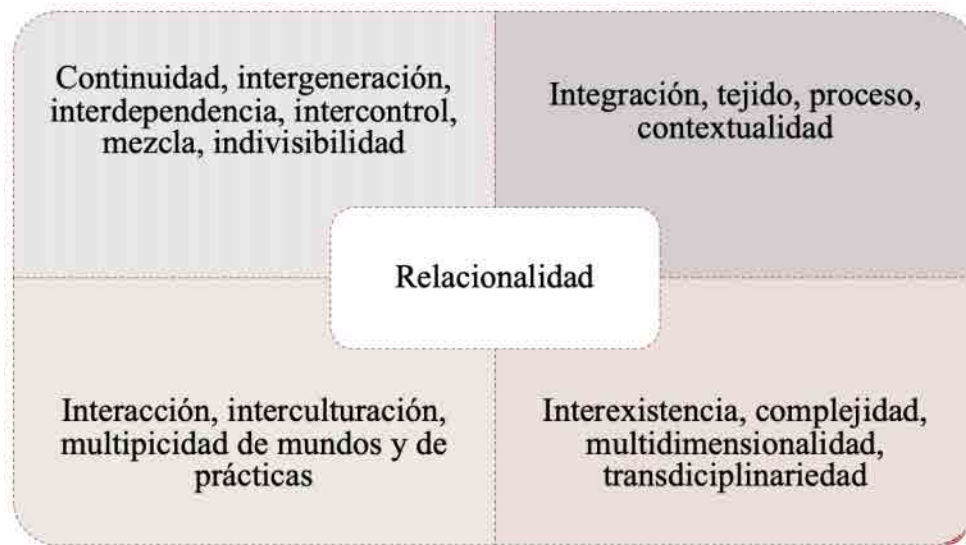 Continuidad, intergeneración,
interdependencia, intercontrol,
mezcla, indivisibilidad
Integración, tejido, proceso,
contextualidad
Relacionalidad
Interacción, interculturación,
multipicidad de mundos y de
prácticas
Interexistencia, complejidad,
multidimensionalidad,
transdiciplinariedad